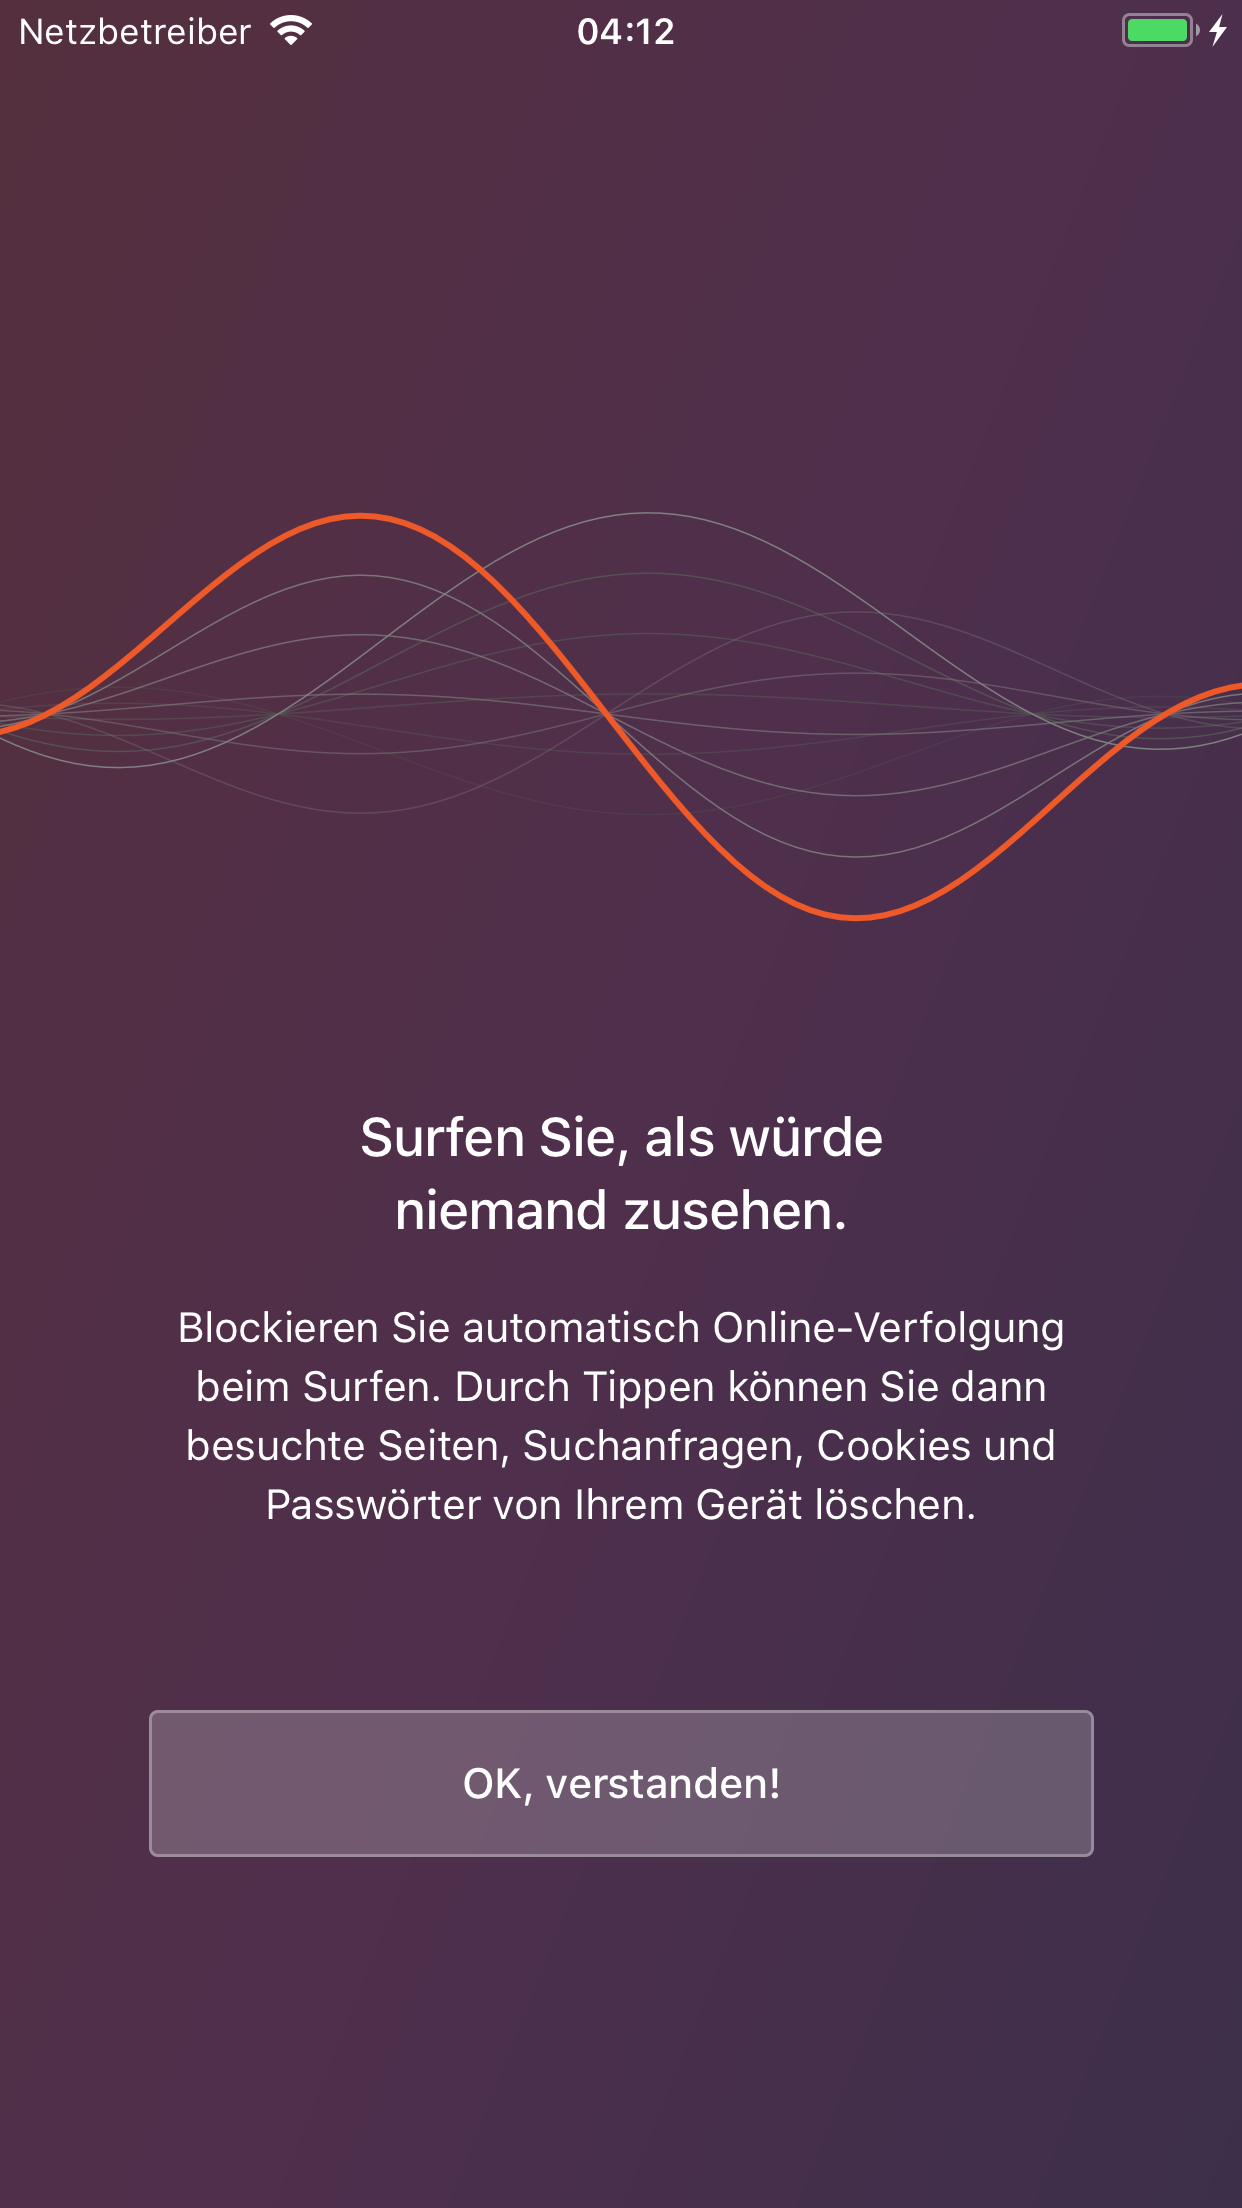 Netzbetreiber 04:12
Surfen Sie, als würde
niemand zusehen.
Blockieren Sie automatisch Online-Verfolgung
beim Surfen. Durch Tippen können Sie dann
besuchte Seiten, Suchanfragen, Cookies und
Passwörter von Ihrem Gerät löschen.
OK, verstanden!